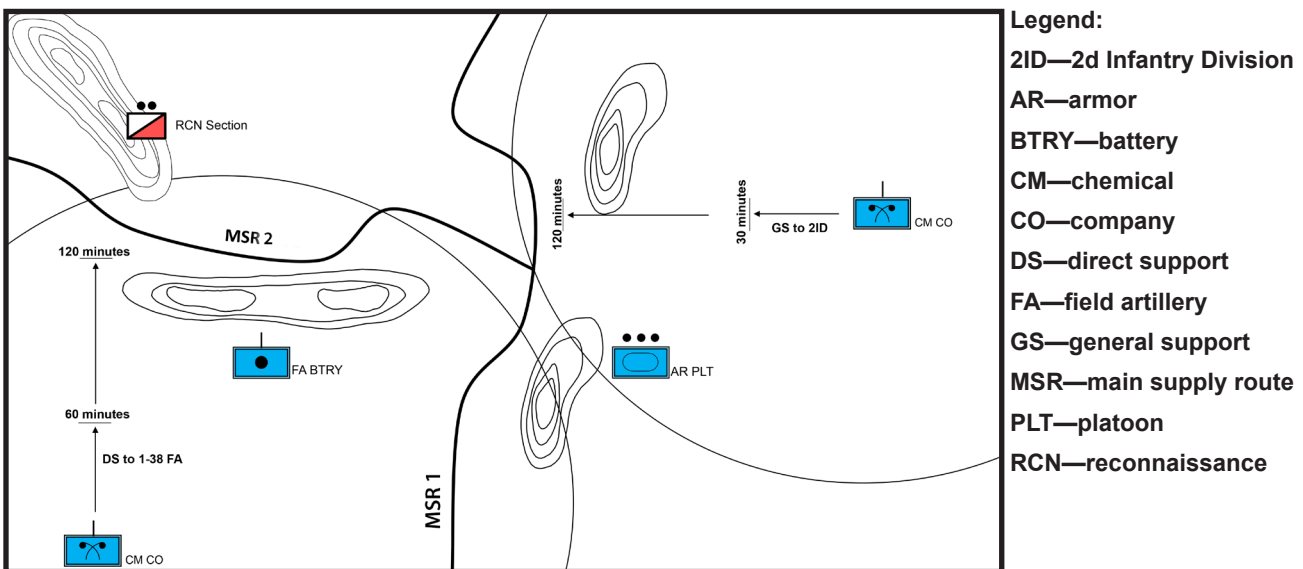 RCN Section
MSR 2
120 minutes
FA BTRY
60 minutes
DS to 1-38 FA
CM CO
MSR 1
120 minutes
30 minutes
GS to 2ID
CM CO
AR PLT
Legend:
2ID—2d Infantry Division
AR—armor
BTRY—battery
CM—chemical
CO—company
DS—direct support
FA—field artillery
GS—general support
MSR—main supply route
PLT—platoon
RCN—reconnaissance